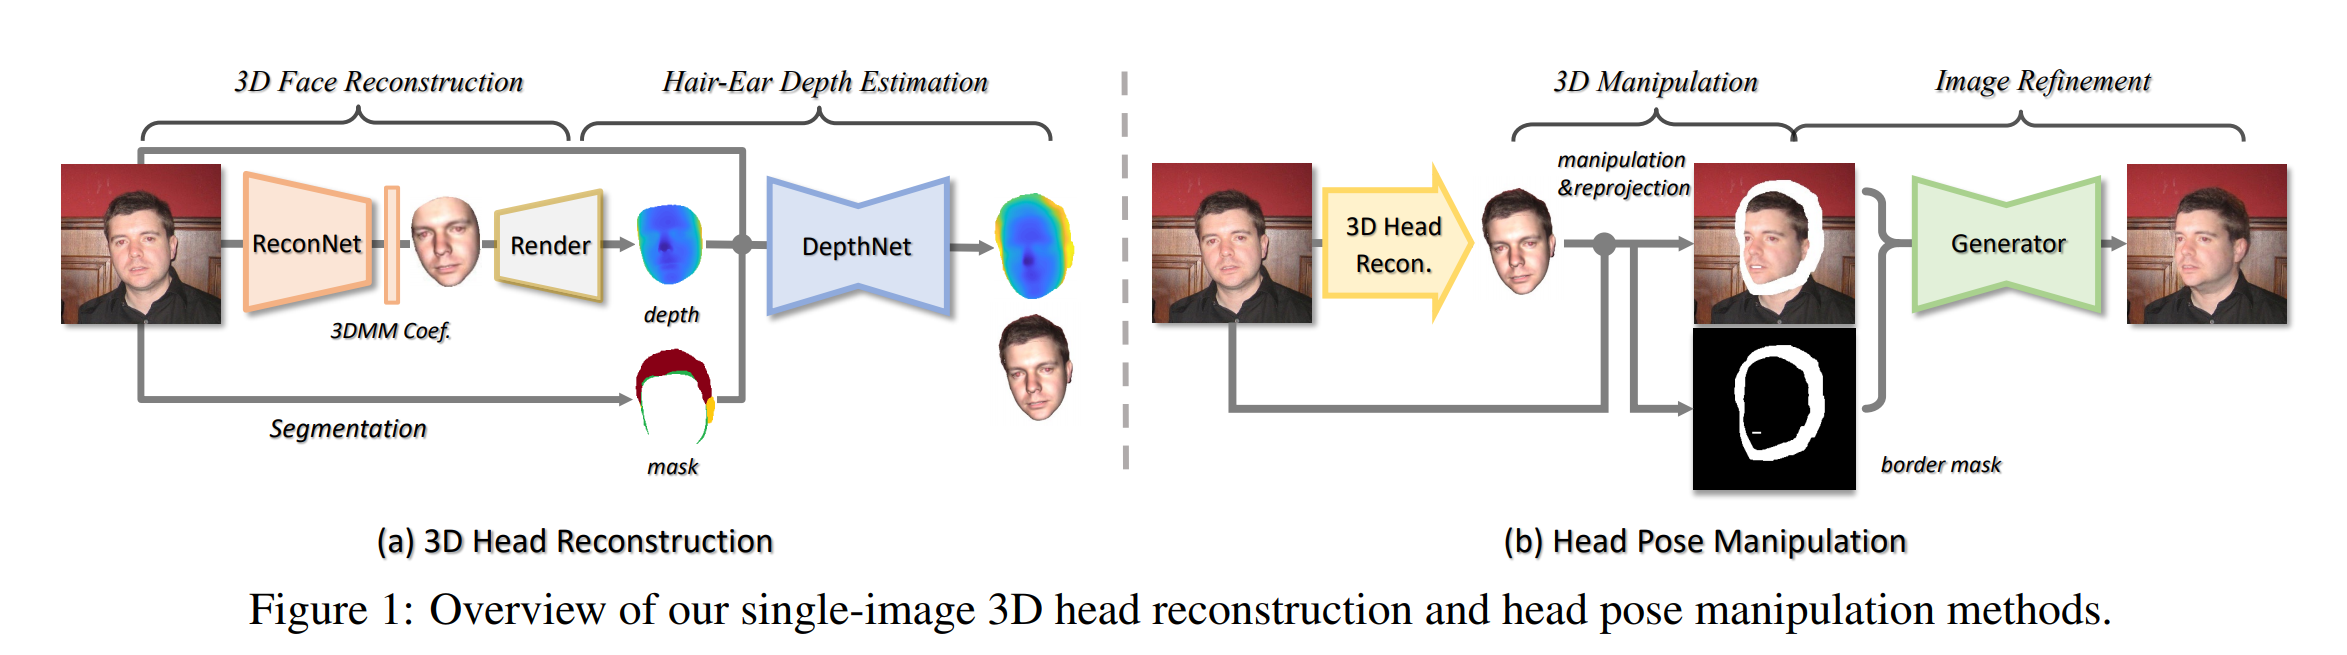 3D Face Reconstruction
Hair-Ear Depth Estimation
ReconNet
3DMM Coef.
Render
depth
Segmentation
mask
DepthNet
(a) 3D Head Reconstruction
3D Manipulation
Image Refinement
manipulation
&reprojection
3D Head
Recon.
Generator
border mask
(b) Head Pose Manipulation
Figure 1: Overview of our single-image 3D head reconstruction and head pose manipulation methods.